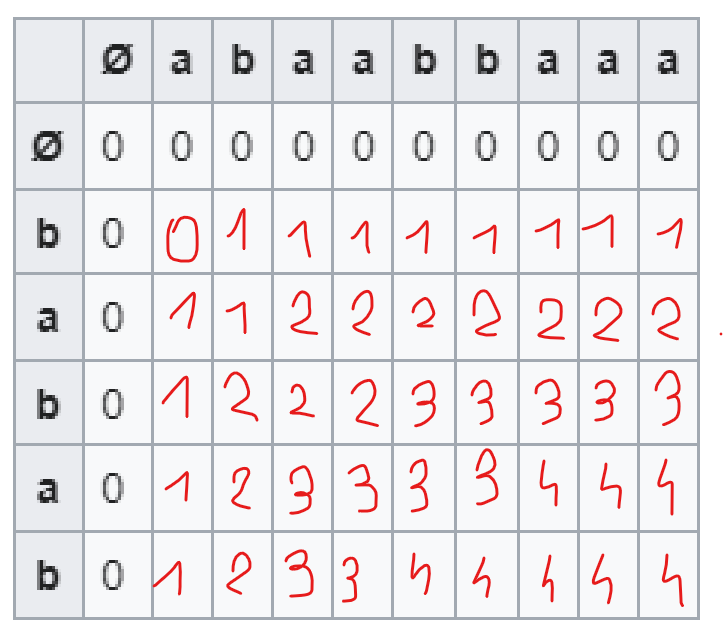 Ø a b a a b b a a a
Ø 0 0 0 0 0 0 0 0 0 0
b 0 0 1 1 1 1 1 1 1 1
a 0 1 1 2 2 2 2 2 2 2
b 0 1 2 2 2 3 3 3 3 3
a 0 1 2 3 3 3 3 4 4 4
b 0 1 2 3 3 4 4 4 4 4